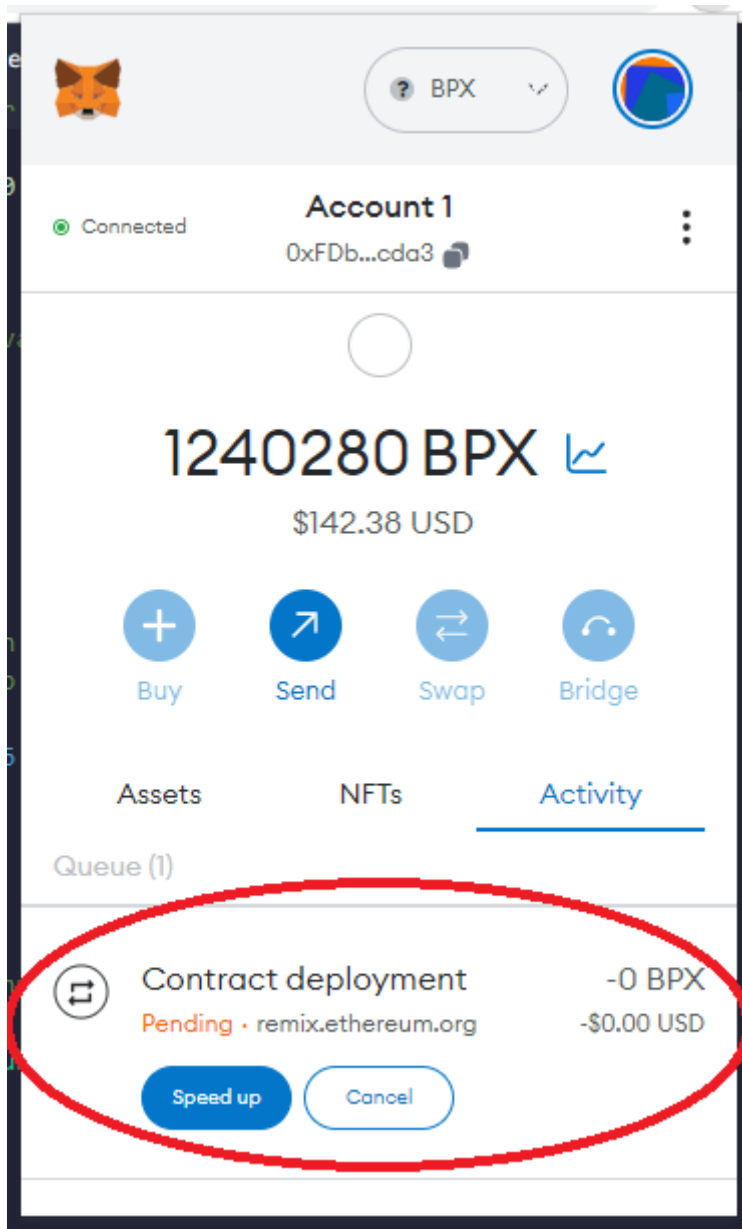 ? BPX
Connected
Account 1
0xFDb...cda3
1240280 BPX
$142.38 USD
Buy Send Swap Bridge
Assets NFTs Activity
Queue (1)
Contract deployment -0 BPX
Pending · remix.ethereum.org -$0.00 USD
Speed up Cancel